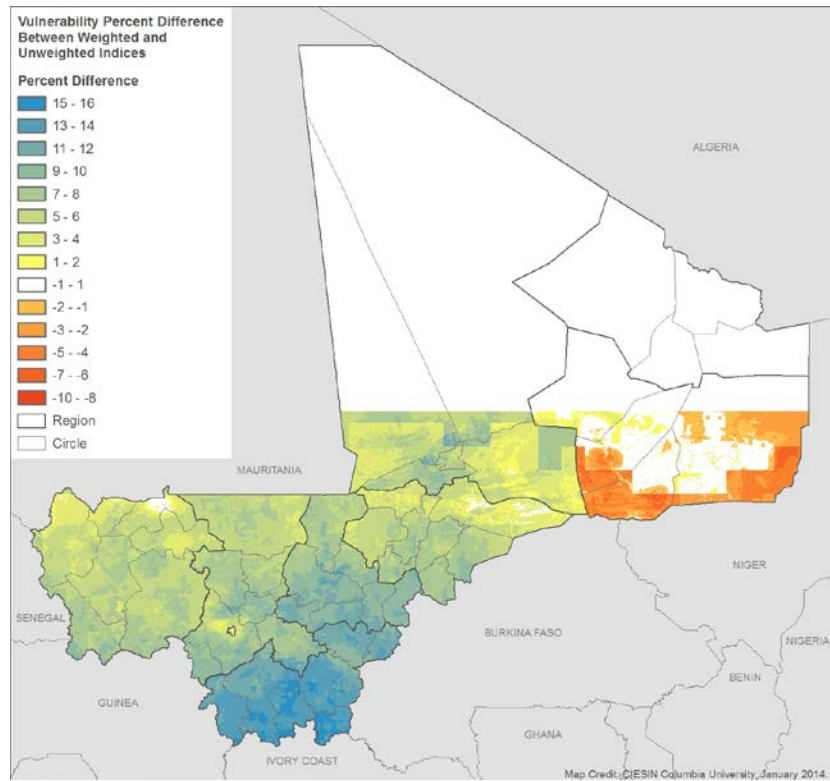 Vulnerability Percent Difference
Between Weighted and
Unweighted Indices
Percent Difference
15 - 16
13 - 14
11 - 12
9 - 10
7 - 8
5 - 6
3 - 4
1 - 2
-1 - 1
-2 - -1
-3 - -2
-5 - -4
-7 - -6
-10 - -8
Region
Circle
ALGERIA
MAURITANIA
NIGER
SENEGAL
BURKINA FASO
NIGERIA
BENIN
GUINEA
GHANA
IVORY COAST
Map Credit: CIESIN Columbia University, January 2014